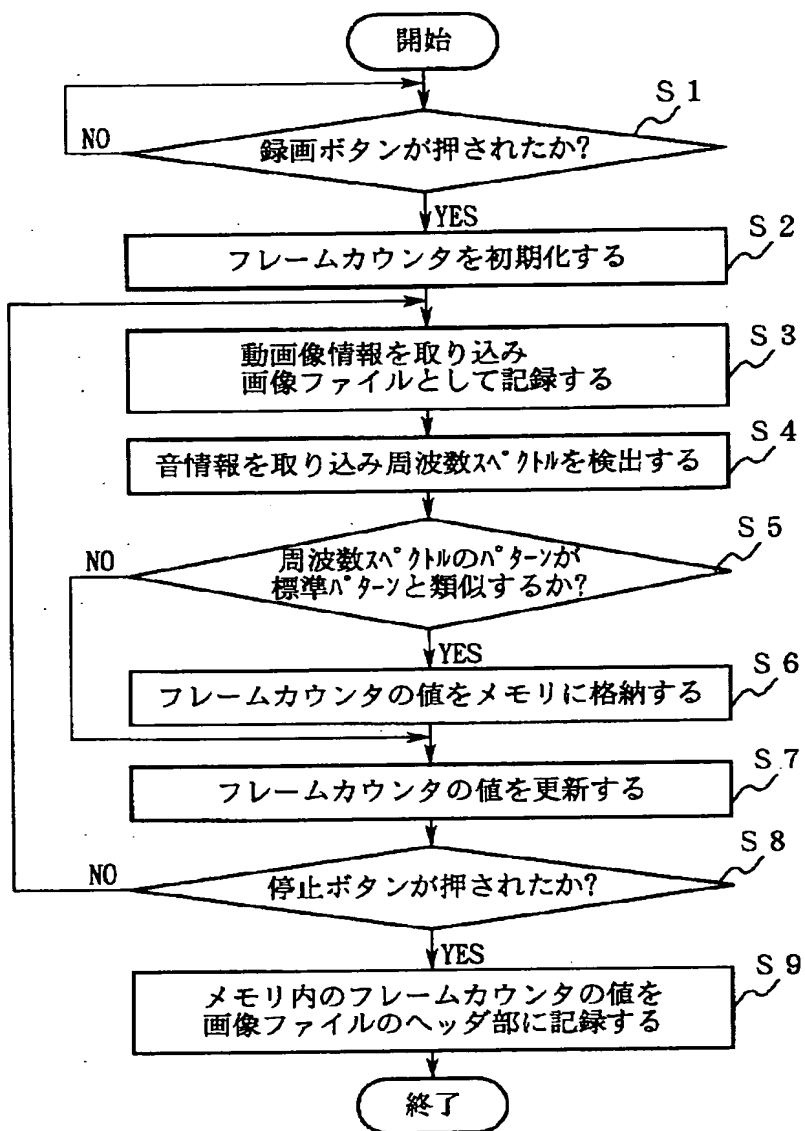 開始
S1
録画ボタンが押されたか?
NO
YES
S2
フレームカウンタを初期化する
S3
動画像情報を取り込み
画像ファイルとして記録する
S4
音情報を取り込み周波数スペクトルを検出する
S5
NO
周波数スペクトルのパターンが
標準パターンと類似するか?
YES
S6
フレームカウンタの値をメモリに格納する
S7
フレームカウンタの値を更新する
S8
NO
停止ボタンが押されたか?
YES
S9
メモリ内のフレームカウンタの値を
画像ファイルのヘッダ部に記録する
終了